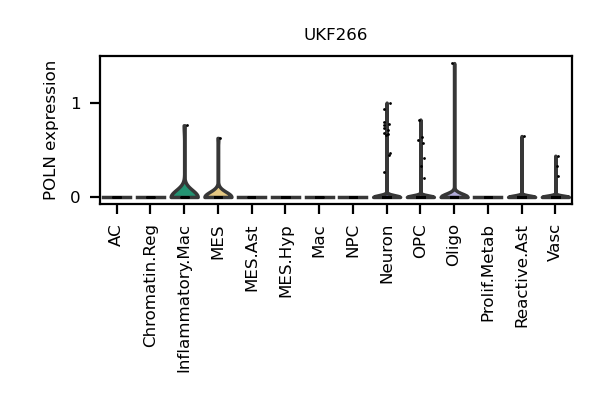 UKF266
POLN expression
1
0
AC
Chromatin.Reg
Inflammatory.Mac
MES
MES.Ast
MES.Hyp
Mac
NPC
Neuron
OPC
Oligo
Prolif.Metab
Reactive.Ast
Vasc